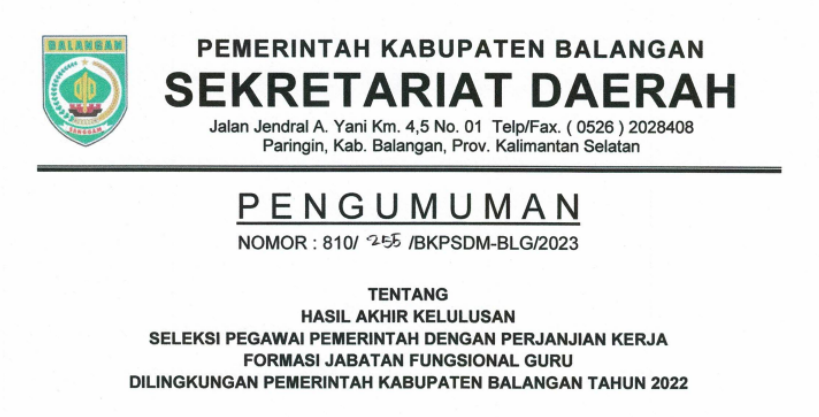 BALANGAN
SANGGAM
PEMERINTAH KABUPATEN BALANGAN
SEKRETARIAT DAERAH
Jalan Jendral A. Yani Km. 4,5 No. 01 Telp/Fax. ( 0526 ) 2028408
Paringin, Kab. Balangan, Prov. Kalimantan Selatan
PENGUMUMAN
NOMOR : 810/ 255 /BKPSDM-BLG/2023
TENTANG
HASIL AKHIR KELULUSAN
SELEKSI PEGAWAI PEMERINTAH DENGAN PERJANJIAN KERJA
FORMASI JABATAN FUNGSIONAL GURU
DILINGKUNGAN PEMERINTAH KABUPATEN BALANGAN TAHUN 2022